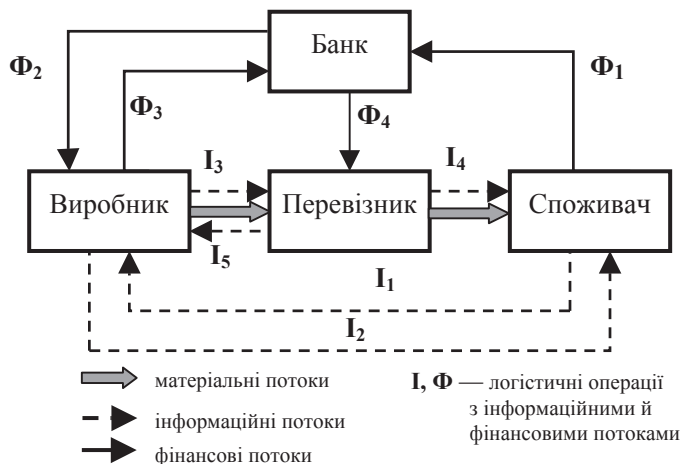 Банк
Ф2
Ф1
Ф3
Ф4
І3
І4
Виробник
Перевізник
Споживач
І5
І1
І2
матеріальні потоки
інформаційні потоки
фінансові потоки
І, Ф — логістичні операції
з інформаційними й
фінансовими потоками